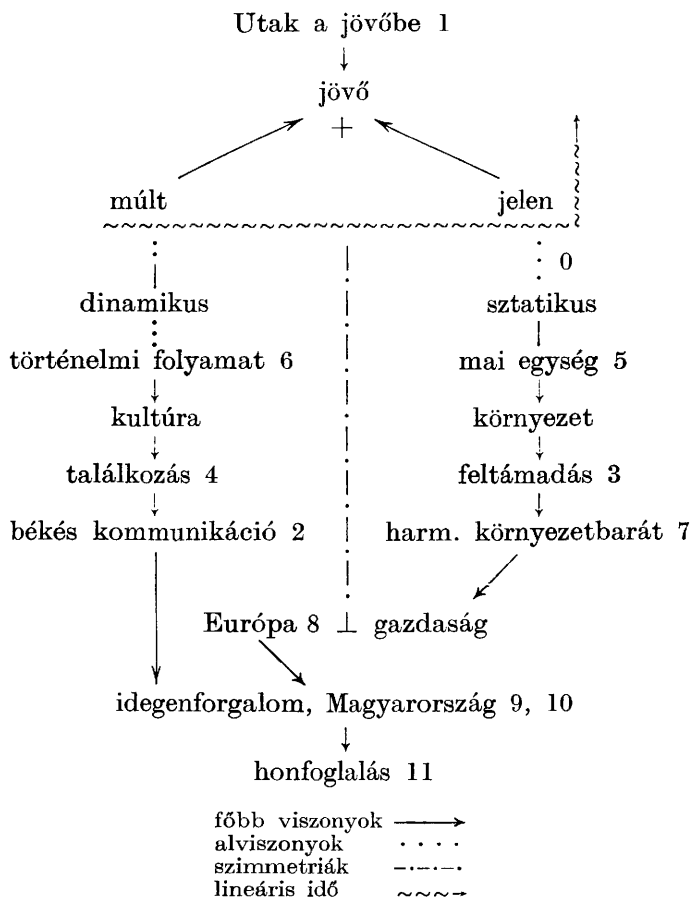 Utak a jövőbe 1
jövő
+
múlt jelen
0
dinamikus sztatikus
történelmi folyamat 6 mai egység 5
kultúra környezet
találkozás 4 feltámadás 3
békés kommunikáció 2 harm. környezetbarát 7
Európa 8 ⊥ gazdaság
idegenforgalom, Magyarország 9, 10
honfoglalás 11
főbb viszonyok
alviszonyok
szimmetriák
lineáris idő